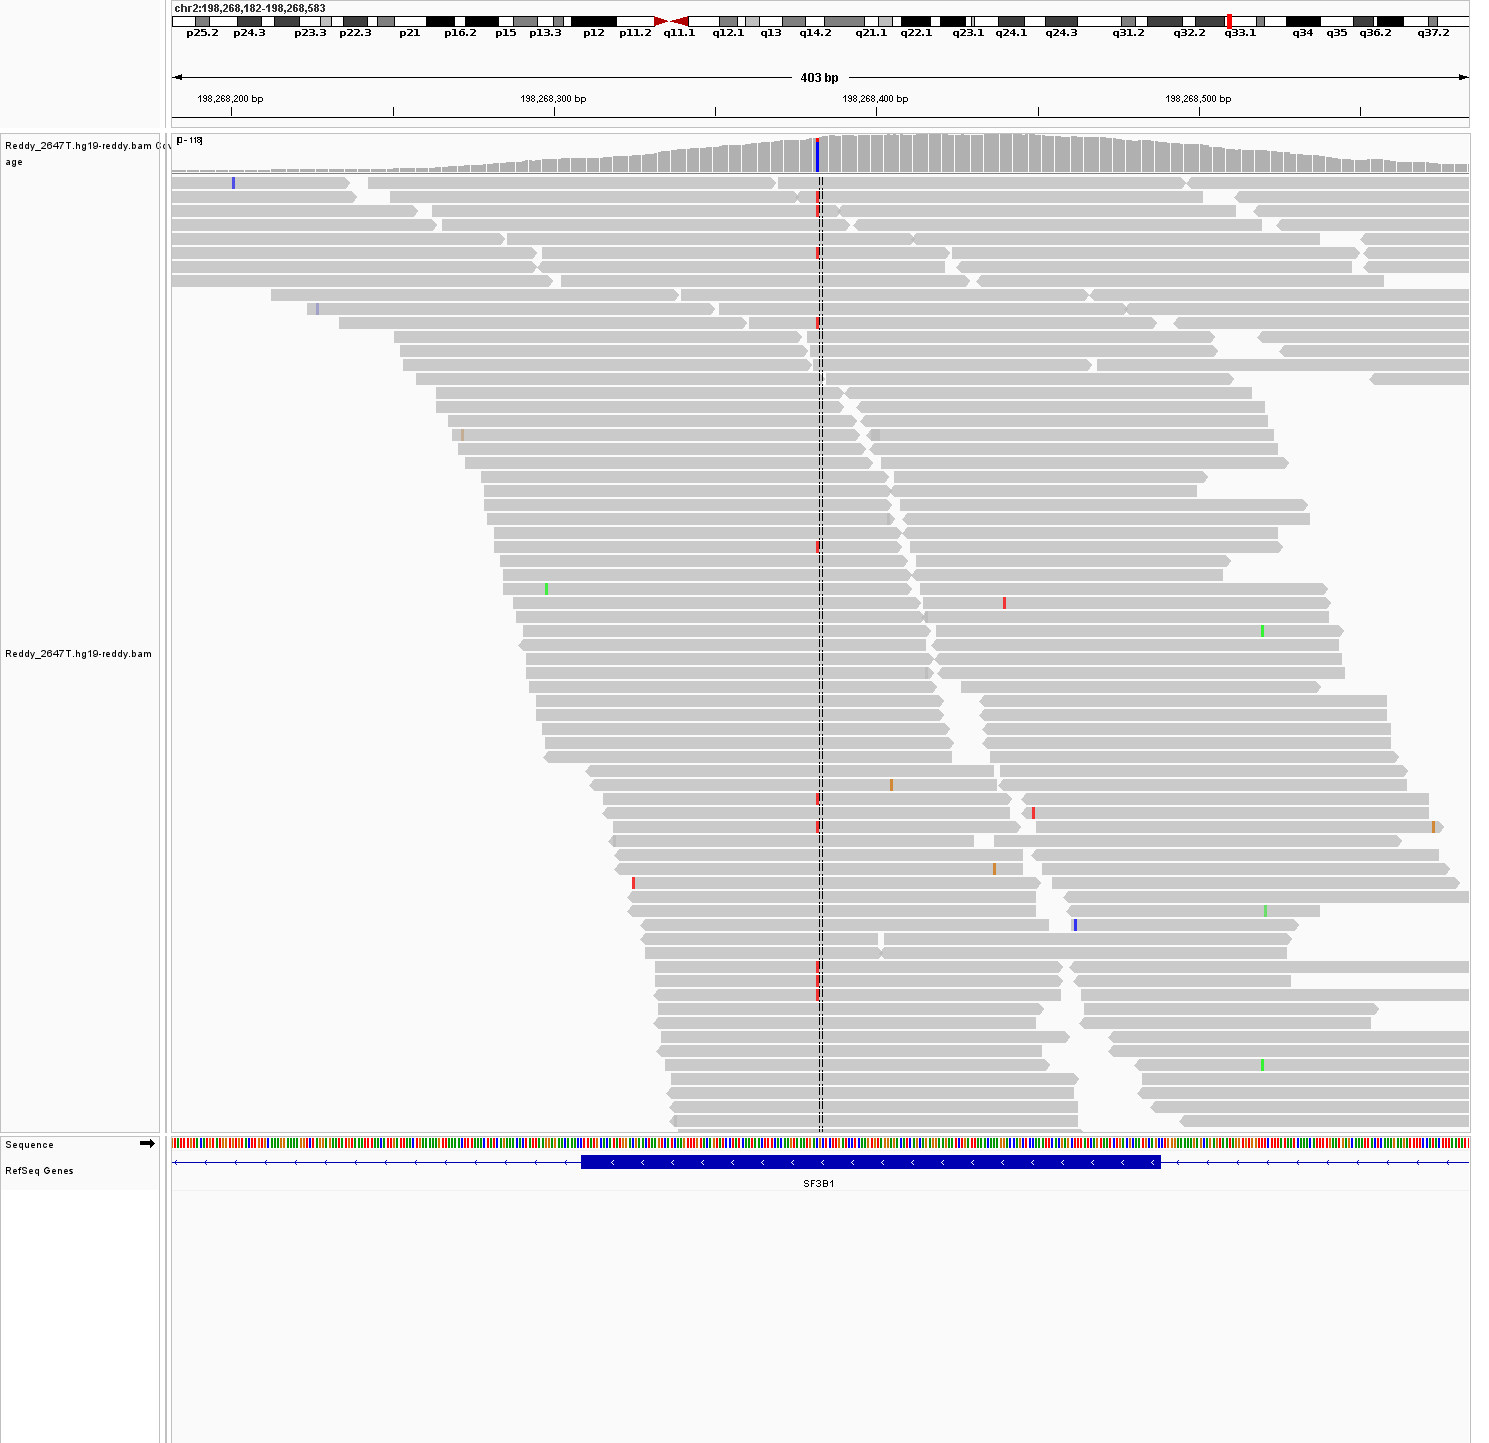 chr2:198,268,182-198,268,583
p25.2 p24.3 p23.3 p22.3 p21 p16.2 p15 p13.3 p12 p11.2 q11.1 q12.1 q13 q14.2 q21.1 q22.1 q23.1 q24.1 q24.3 q31.2 q32.2 q33.1 q34 q35 q36.2 q37.2
403 bp
198,268,200 bp 198,268,300 bp 198,268,400 bp 198,268,500 bp
[0 - 118]
Reddy_2647T.hg19-reddy.bam Cov
age
Reddy_2647T.hg19-reddy.bam
Sequence
RefSeq Genes
SF3B1